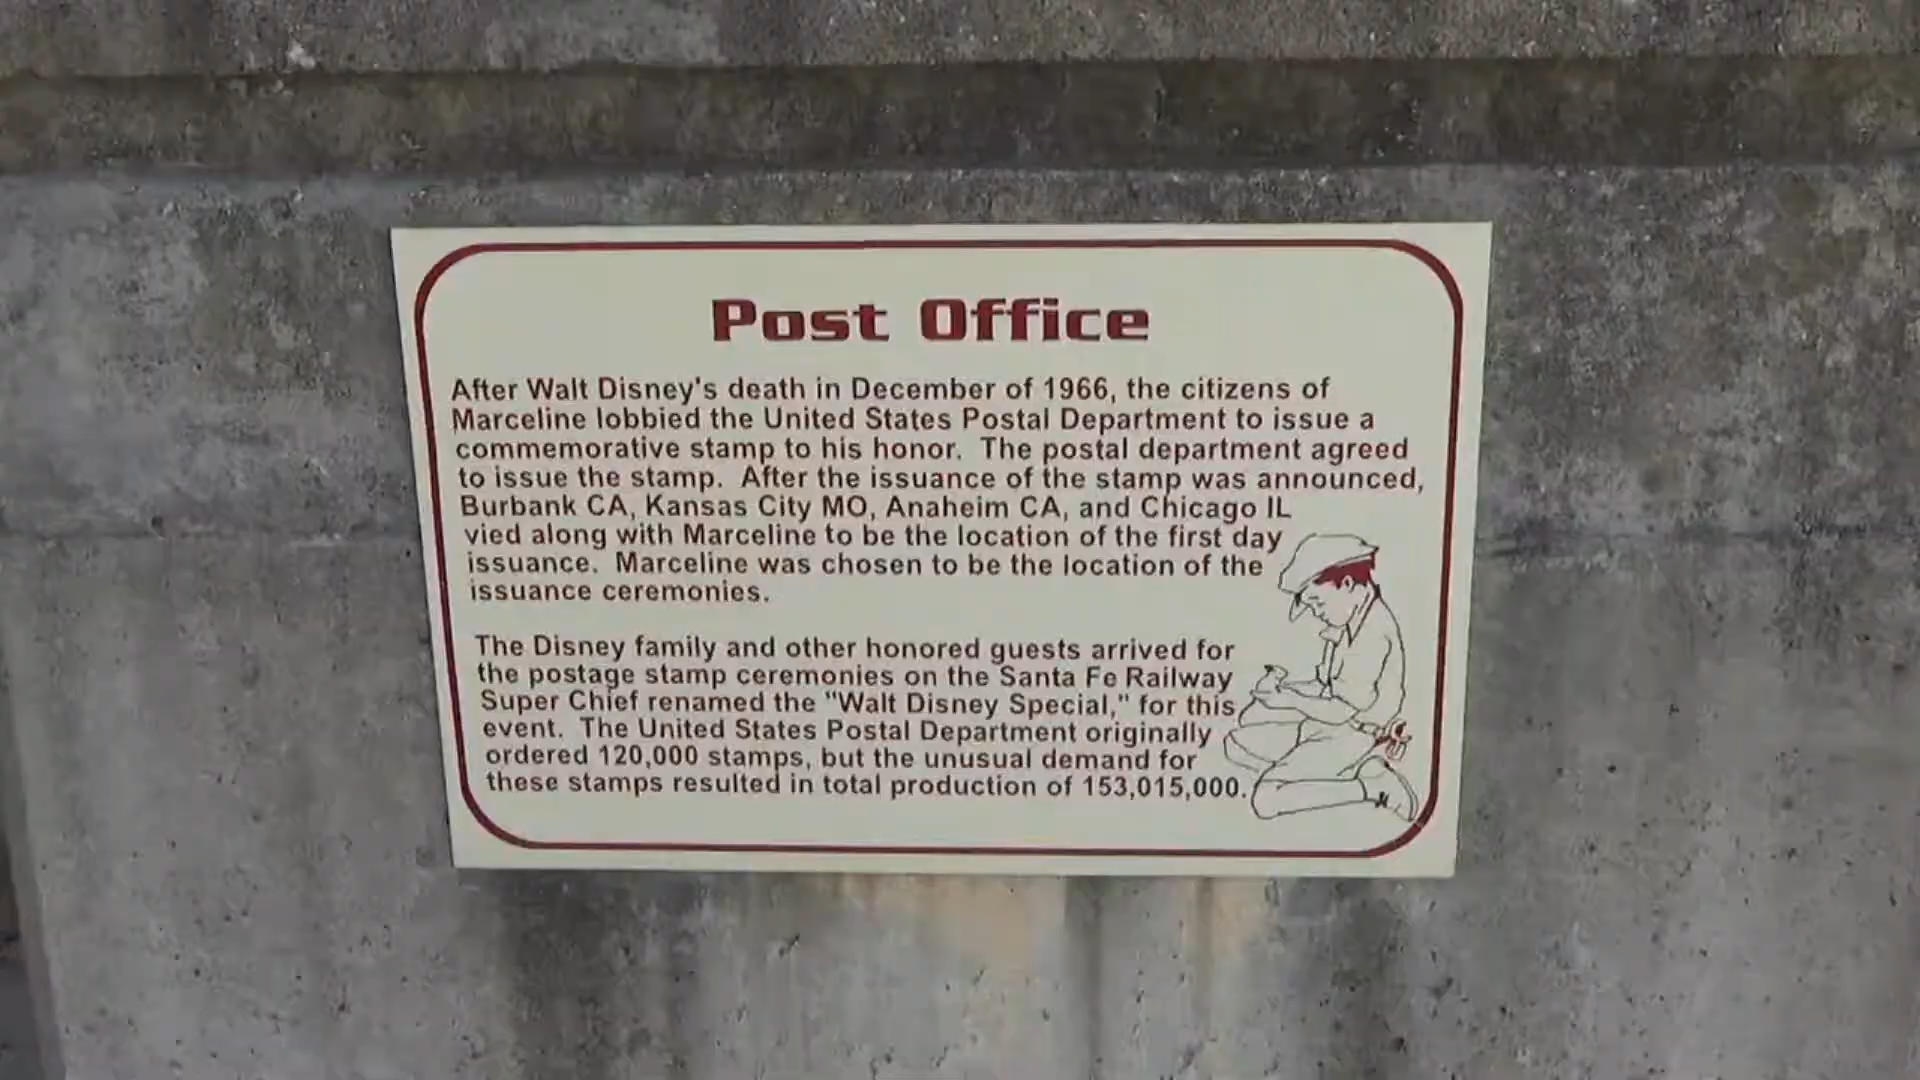 Post Office
After Walt Disney's death in December of 1966, the citizens of
Marceline lobbied the United States Postal Department to issue a
commemorative stamp to his honor. The postal department agreed
to issue the stamp. After the issuance of the stamp was announced,
Burbank CA, Kansas City MO, Anaheim CA, and Chicago IL
vied along with Marceline to be the location of the first day
issuance. Marceline was chosen to be the location of the
issuance ceremonies.
The Disney family and other honored guests arrived for
the postage stamp ceremonies on the Santa Fe Railway
Super Chief renamed the "Walt Disney Special," for this
event. The United States Postal Department originally
ordered 120,000 stamps, but the unusual demand for
these stamps resulted in total production of 153,015,000.